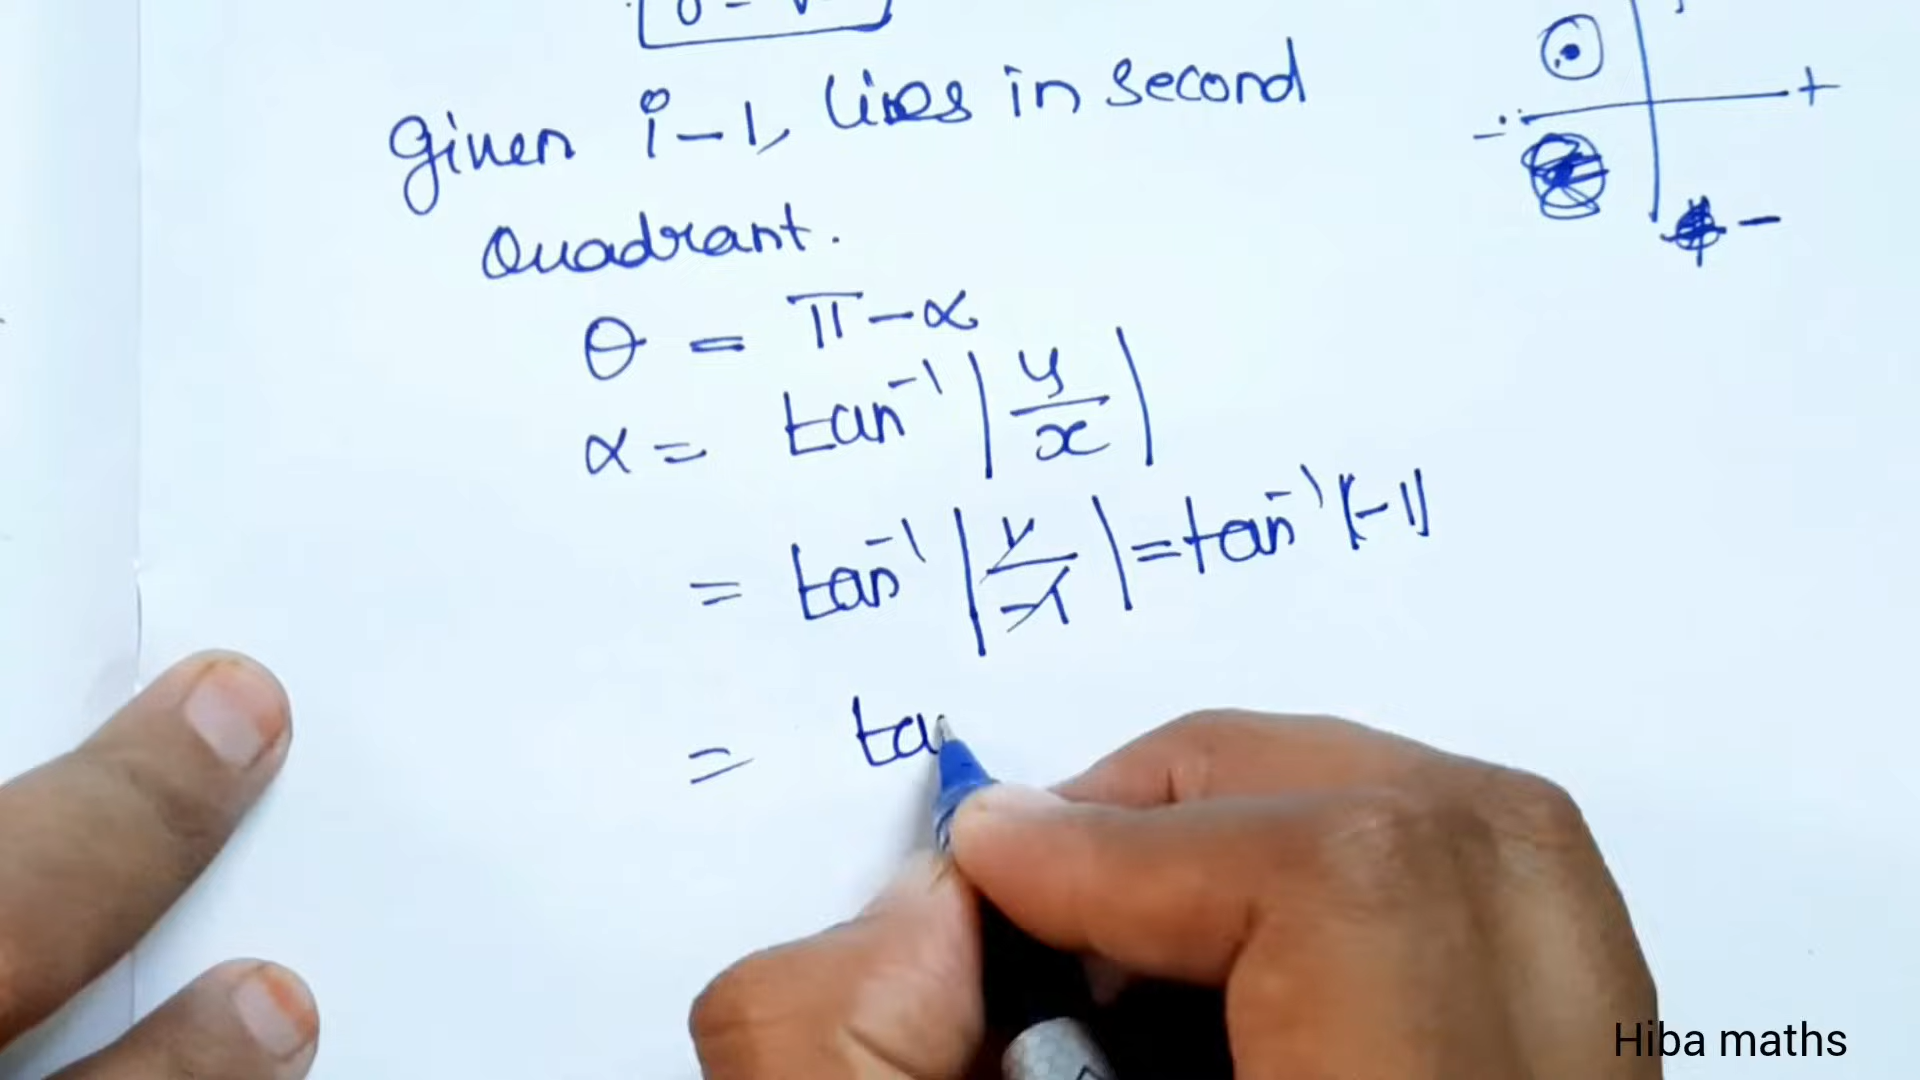 Given i-1, lies in second
Quadrant.
θ = π-α
α = tan⁻¹ |y/x|
= tan⁻¹ |1/-1| = tan⁻¹ |-1|
= ta
+
-
-
Hiba maths